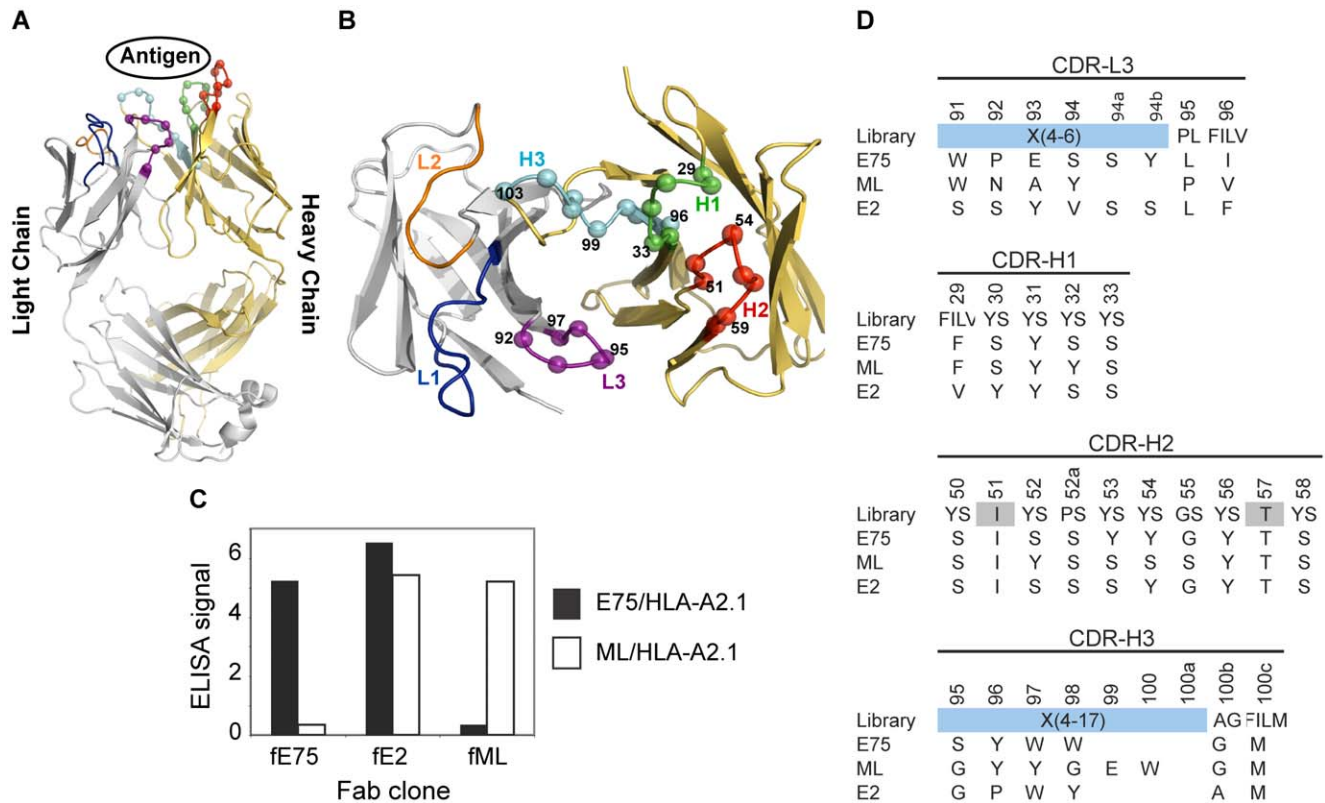 A
Antigen
Light Chain
Heavy Chain
B
L2
H3
103
29
H1
96
54
99
33
51
H2
59
92
97
95
L3
L1
C
ELISA signal
6
4
2
0
fE75
fE2
fML
Fab clone
E75/HLA-A2.1
ML/HLA-A2.1
D
CDR-L3
91 92 93 94 94a 94b 95 96
Library X(4-6) PL FILV
E75 W P E S S Y L I
ML W N A Y P V
E2 S S Y V S S L F
CDR-H1
29 30 31 32 33
Library FILV YS YS YS YS
E75 F S Y S S
ML F S Y Y S
E2 V Y Y S S
CDR-H2
50 51 52 52a 53 54 55 56 57 58
Library YS I YS PS YS YS GS YS T YS
E75 S I S S Y Y G Y T S
ML S I Y S S S S Y T S
E2 S I S S S Y G Y T S
CDR-H3
95 96 97 98 99 100 100a 100b 100c
Library X(4-17) AG FILM
E75 S Y W W G M
ML G Y Y G E W G M
E2 G P W Y A M